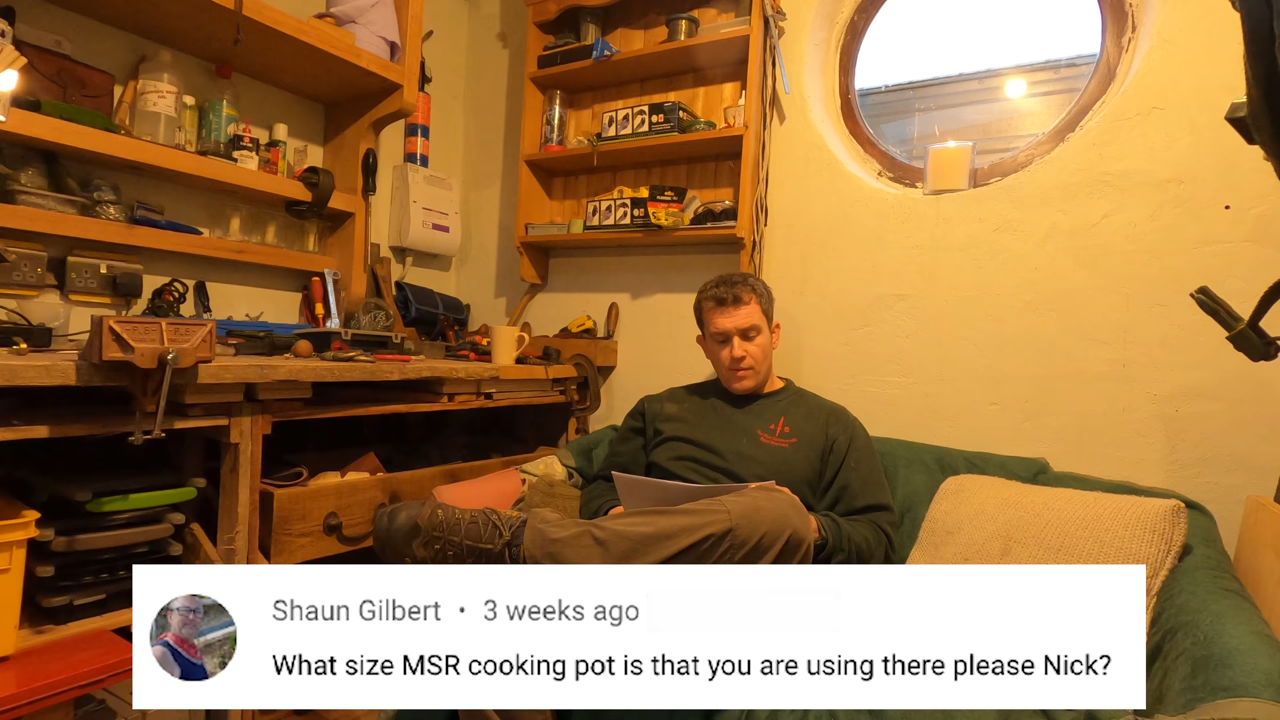 Shaun Gilbert • 3 weeks ago
What size MSR cooking pot is that you are using there please Nick?